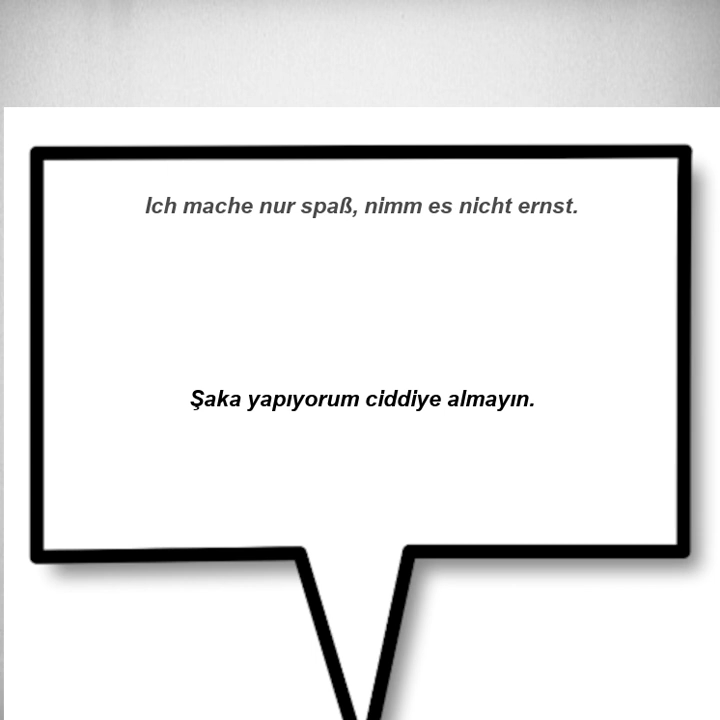 Ich mache nur spaß, nimm es nicht ernst.
Şaka yapıyorum ciddiye almayın.